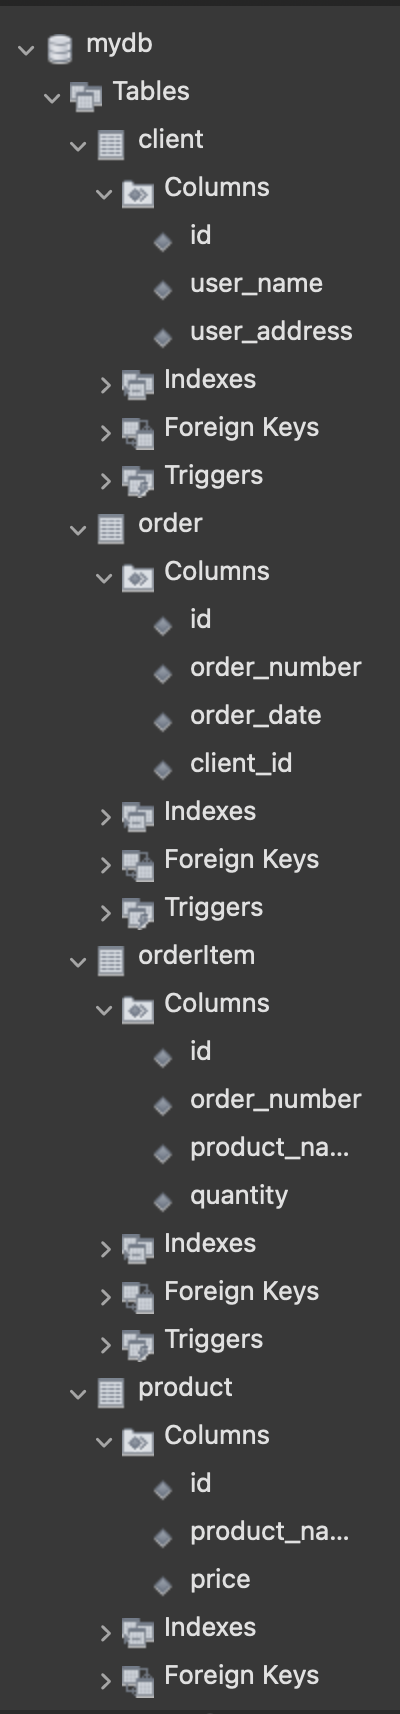 mydb
Tables
client
Columns
id
user_name
user_address
Indexes
Foreign Keys
Triggers
order
Columns
id
order_number
order_date
client_id
Indexes
Foreign Keys
Triggers
orderItem
Columns
id
order_number
product_na...
quantity
Indexes
Foreign Keys
Triggers
product
Columns
id
product_na...
price
Indexes
Foreign Keys